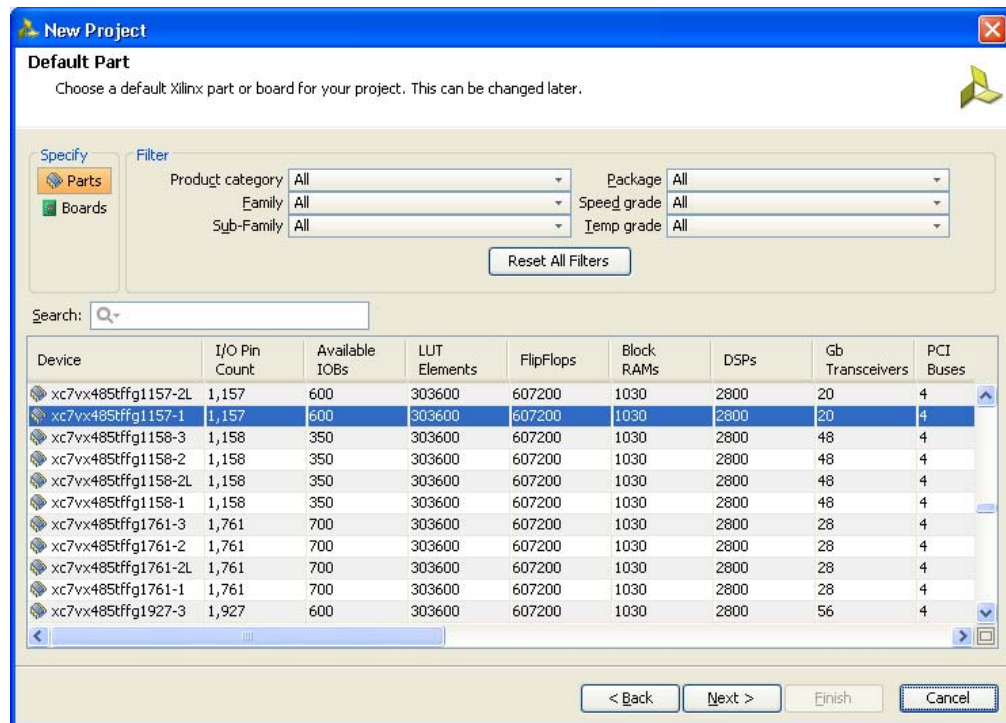 New Project
Default Part
Choose a default Xilinx part or board for your project. This can be changed later.
Specify
Filter
Parts
Boards
Product category All
Package All
Family All
Speed grade All
Sub-Family All
Temp grade All
Reset All Filters
Search:
Device I/O Pin Count Available IOBs LUT Elements FlipFlops Block RAMs DSPs Gb Transceivers PCI Buses
xc7vx485tffg1157-2L 1,157 600 303600 607200 1030 2800 20 4
xc7vx485tffg1157-1 1,157 600 303600 607200 1030 2800 20 4
xc7vx485tffg1158-3 1,158 350 303600 607200 1030 2800 48 4
xc7vx485tffg1158-2 1,158 350 303600 607200 1030 2800 48 4
xc7vx485tffg1158-2L 1,158 350 303600 607200 1030 2800 48 4
xc7vx485tffg1158-1 1,158 350 303600 607200 1030 2800 48 4
xc7vx485tffg1761-3 1,761 700 303600 607200 1030 2800 28 4
xc7vx485tffg1761-2 1,761 700 303600 607200 1030 2800 28 4
xc7vx485tffg1761-2L 1,761 700 303600 607200 1030 2800 28 4
xc7vx485tffg1761-1 1,761 700 303600 607200 1030 2800 28 4
xc7vx485tffg1927-3 1,927 600 303600 607200 1030 2800 56 4
< Back Next > Finish Cancel